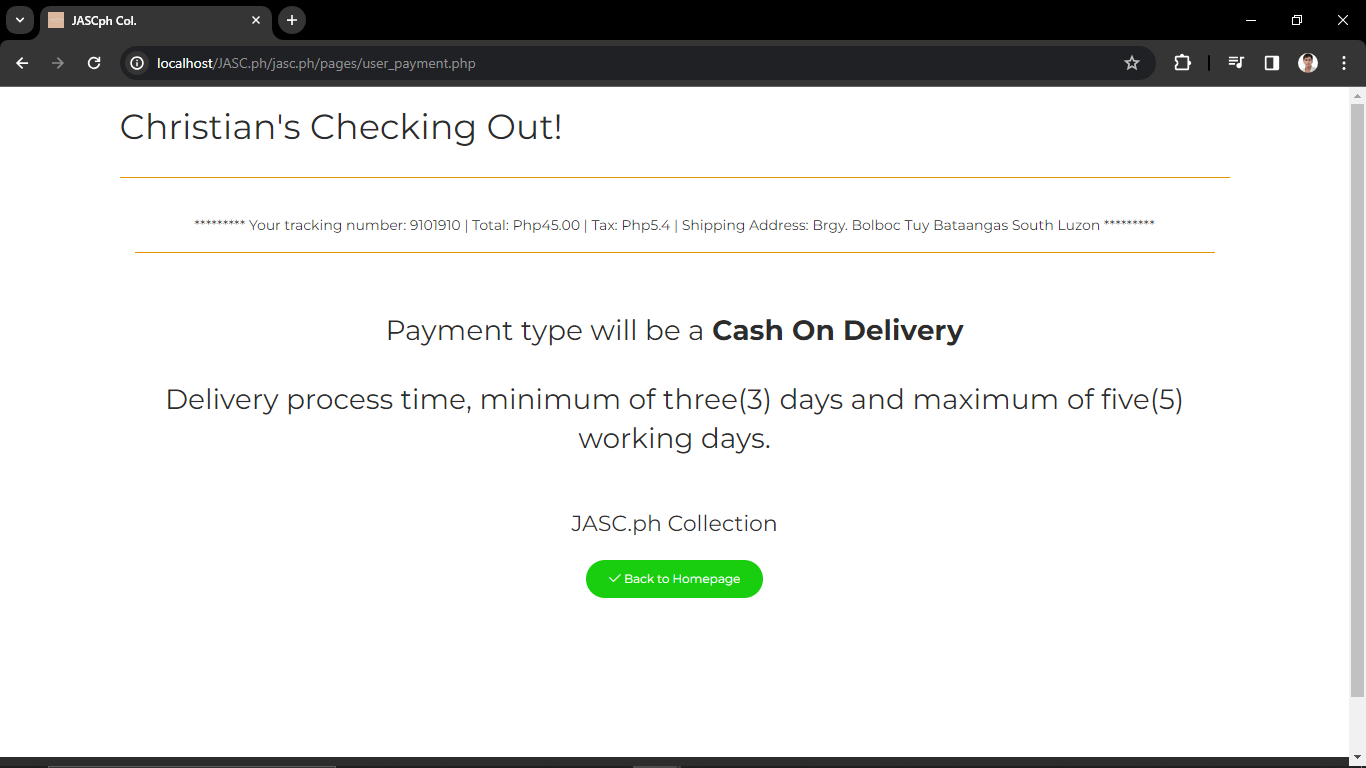 JASCph Col.
localhost/JASC.ph/jasc.ph/pages/user_payment.php
Christian's Checking Out!
********* Your tracking number: 9101910 | Total: Php45.00 | Tax: Php5.4 | Shipping Address: Brgy. Bolboc Tuy Bataangas South Luzon *********
Payment type will be a Cash On Delivery
Delivery process time, minimum of three(3) days and maximum of five(5)
working days.
JASC.ph Collection
Back to Homepage